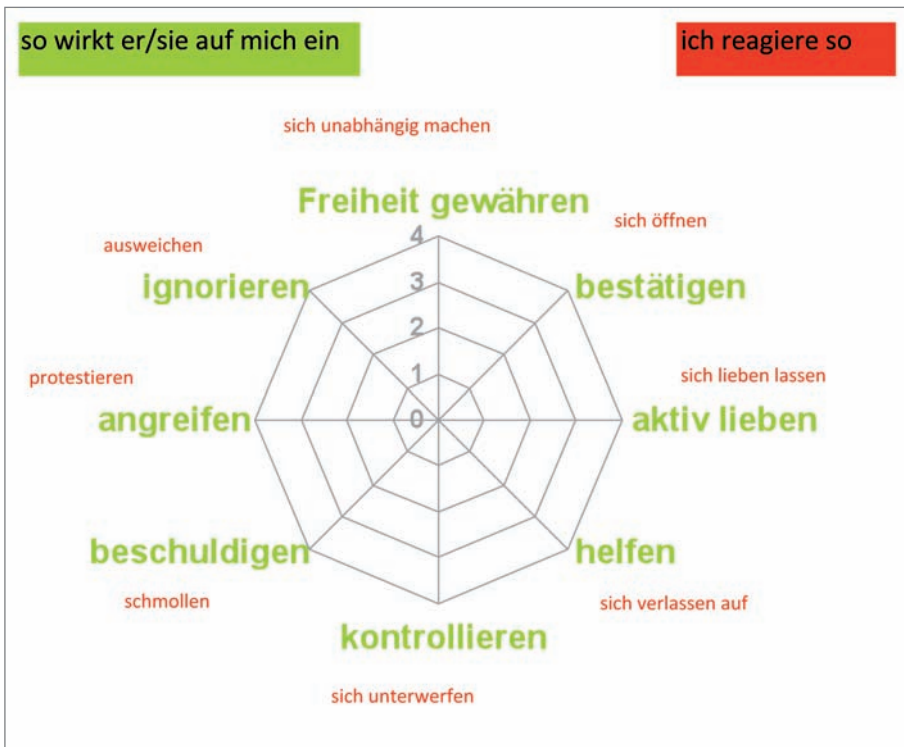 so wirkt er/sie auf mich ein
ich reagiere so
sich unabhängig machen
Freiheit gewähren
sich öffnen
ausweichen
4
ignorieren
bestätigen
3
2
protestieren
1
sich lieben lassen
angreifen
0
aktiv lieben
beschuldigen
helfen
schmollen
sich verlassen auf
kontrollieren
sich unterwerfen